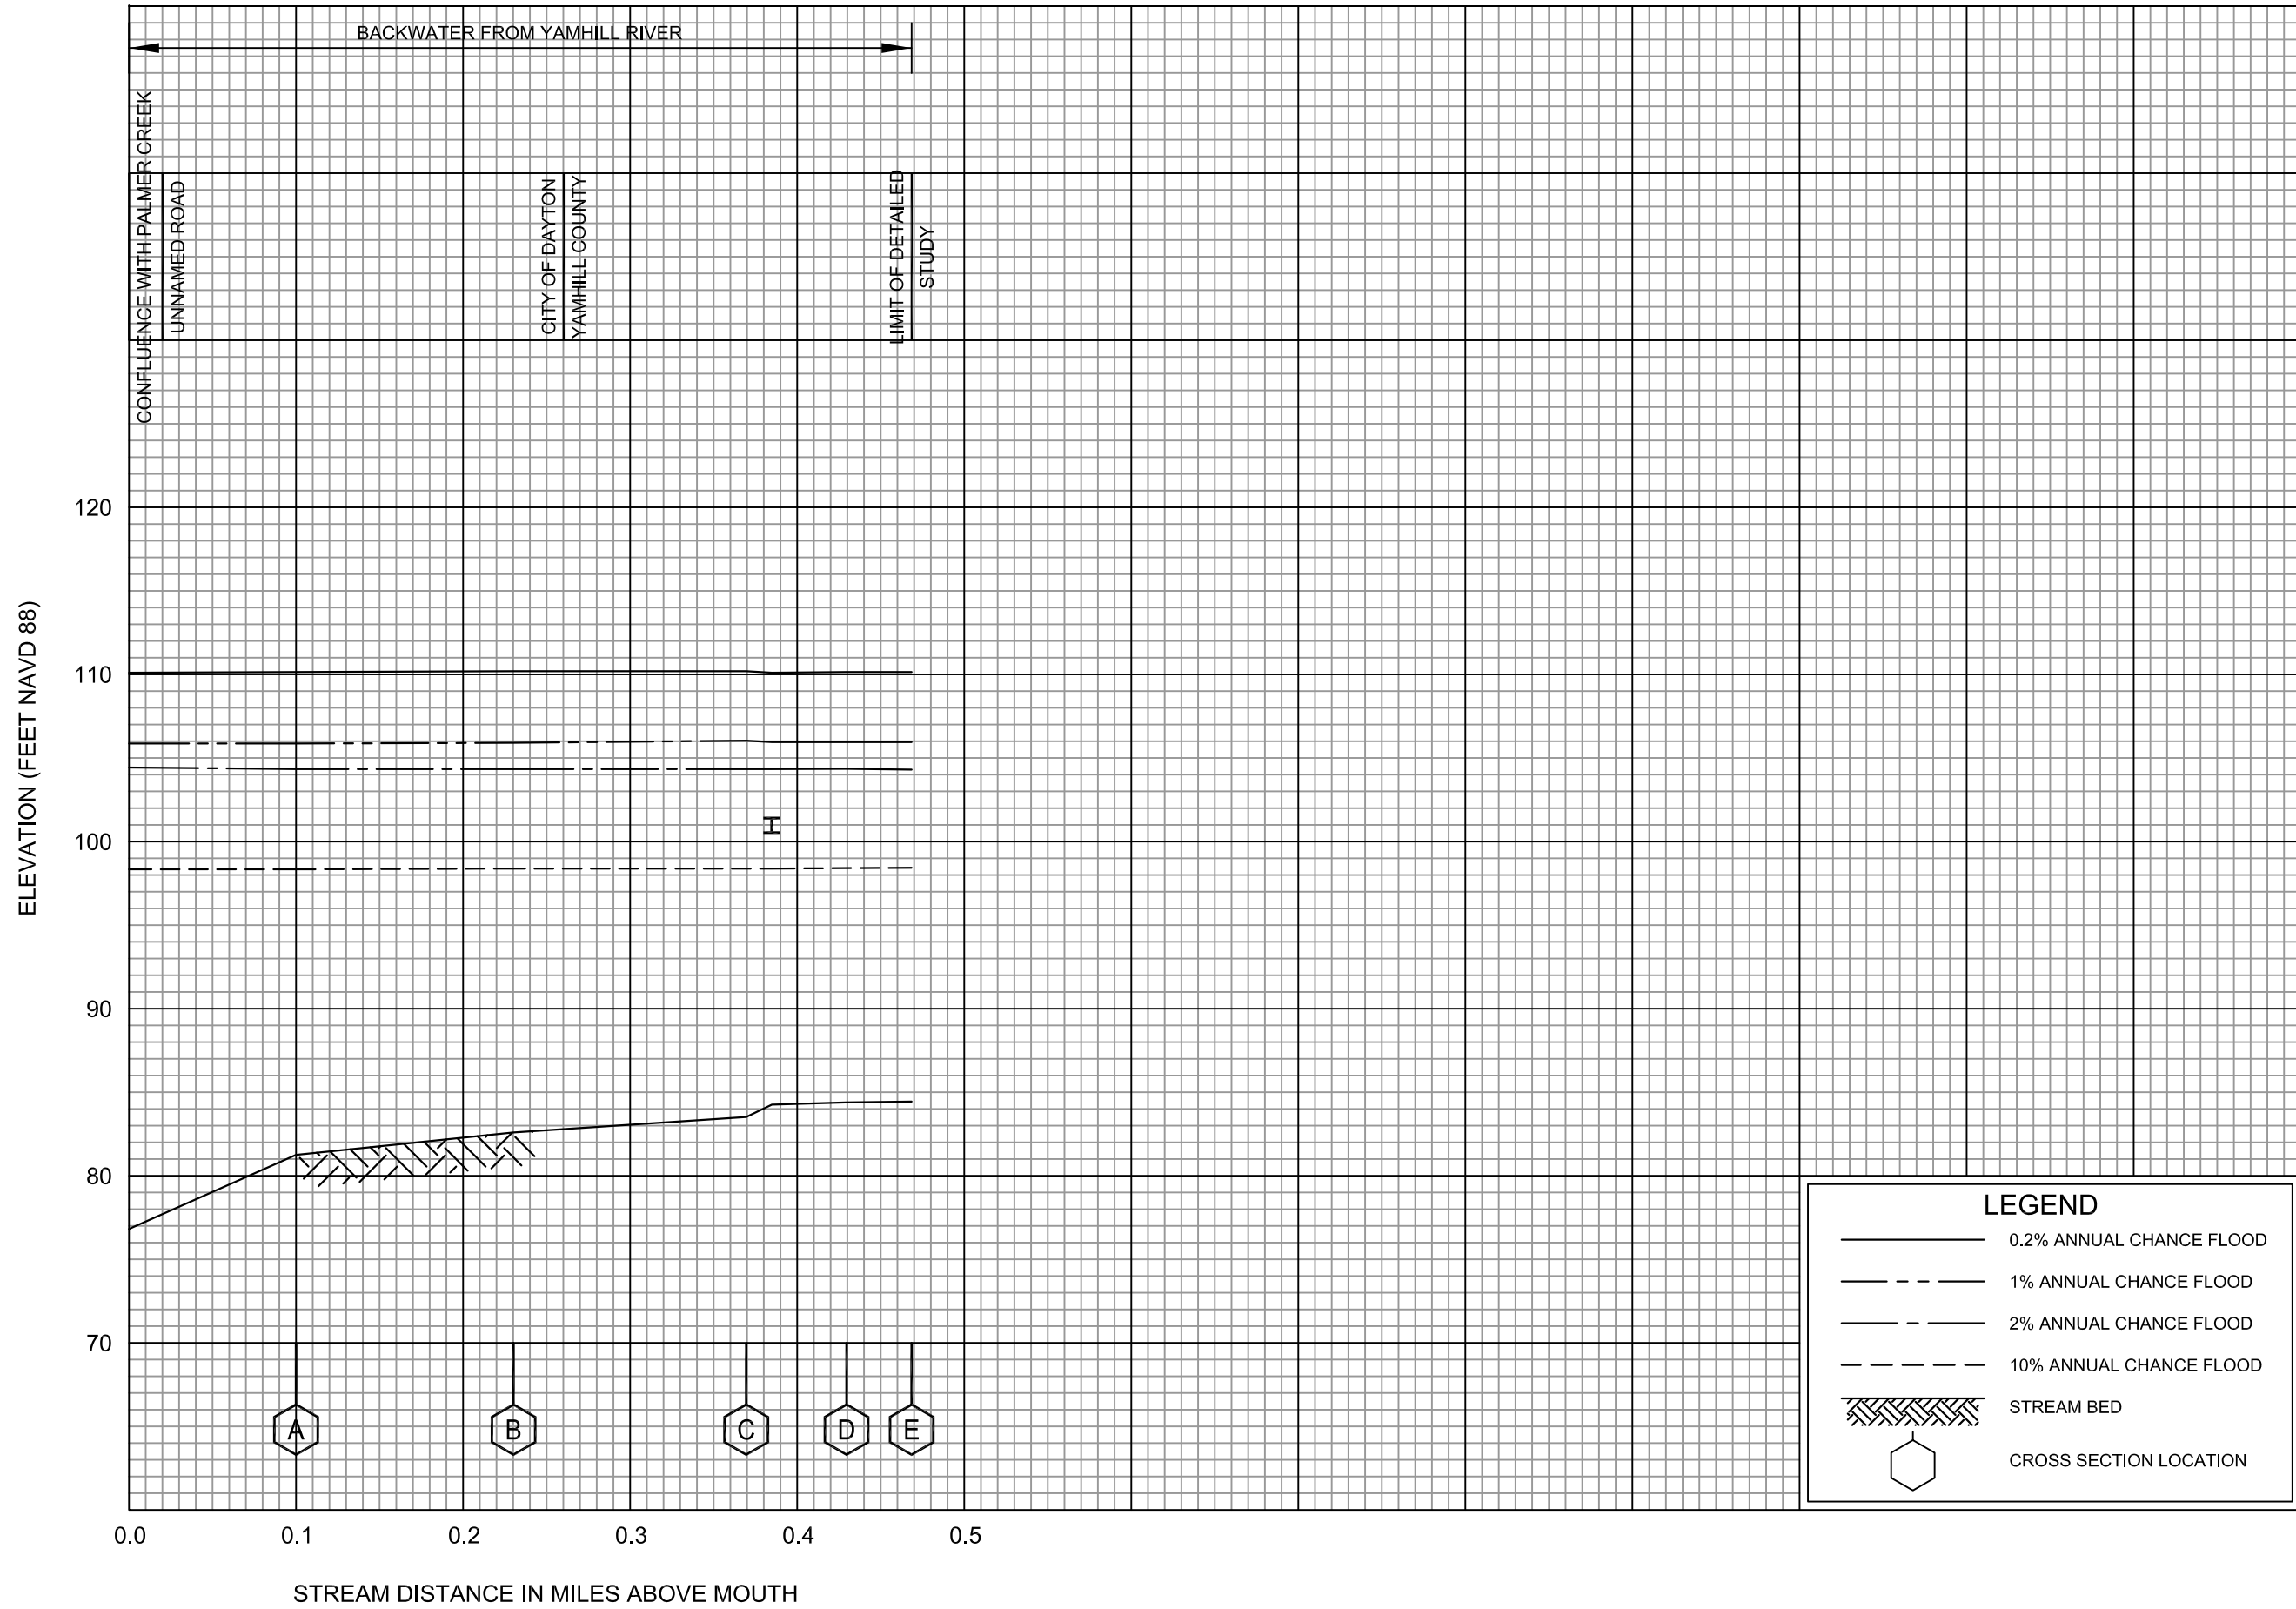 BACKWATER FROM YAMHILL RIVER
CONFLUENCE WITH PALMER CREEK
UNNAMED ROAD
CITY OF DAYTON
YAMHILL COUNTY
LIMIT OF DETAILED
STUDY
ELEVATION (FEET NAVD 88)
120
110
100
90
80
70
A
B
C
D
E
0.0
0.1
0.2
0.3
0.4
0.5
STREAM DISTANCE IN MILES ABOVE MOUTH
LEGEND
0.2% ANNUAL CHANCE FLOOD
1% ANNUAL CHANCE FLOOD
2% ANNUAL CHANCE FLOOD
10% ANNUAL CHANCE FLOOD
STREAM BED
CROSS SECTION LOCATION